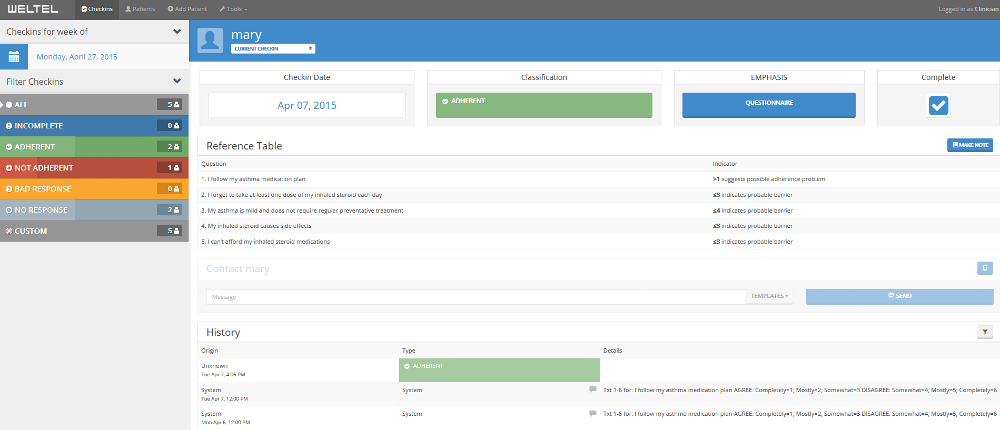 WELTEL
Checkins
Patients
Add Patient
Tools
Logged in as Clinician
Checkins for week of
Monday, April 27, 2015
Filter Checkins
ALL 5
INCOMPLETE 0
ADHERENT 2
NOT ADHERENT 1
BAD RESPONSE 0
NO RESPONSE 2
CUSTOM 5
mary
CURRENT CHECKIN
Checkin Date
Apr 07, 2015
Classification
ADHERENT
EMPHASIS
QUESTIONNAIRE
Complete
Reference Table
MAKE NOTE
Question Indicator
1. I follow my asthma medication plan >1 suggests possible adherence problem
2. I forget to take at least one dose of my inhaled steroid each day ≤3 indicates probable barrier
3. My asthma is mild and does not require regular preventative treatment ≤4 indicates probable barrier
4. My inhaled steroid causes side effects ≤3 indicates probable barrier
5. I can't afford my inhaled steroid medications ≤3 indicates probable barrier
Contact mary
Message
TEMPLATES
SEND
History
Origin Type Details
Unknown ADHERENT
Tue Apr 7, 4:06 PM
System System Txt 1-6 for: I follow my asthma medication plan AGREE: Completely=1; Mostly=2; Somewhat=3 DISAGREE: Somewhat=4; Mostly=5; Completely=6
Tue Apr 7, 12:00 PM
System System Txt 1-6 for: I follow my asthma medication plan AGREE: Completely=1; Mostly=2; Somewhat=3 DISAGREE: Somewhat=4; Mostly=5; Completely=6
Mon Apr 6, 12:00 PM